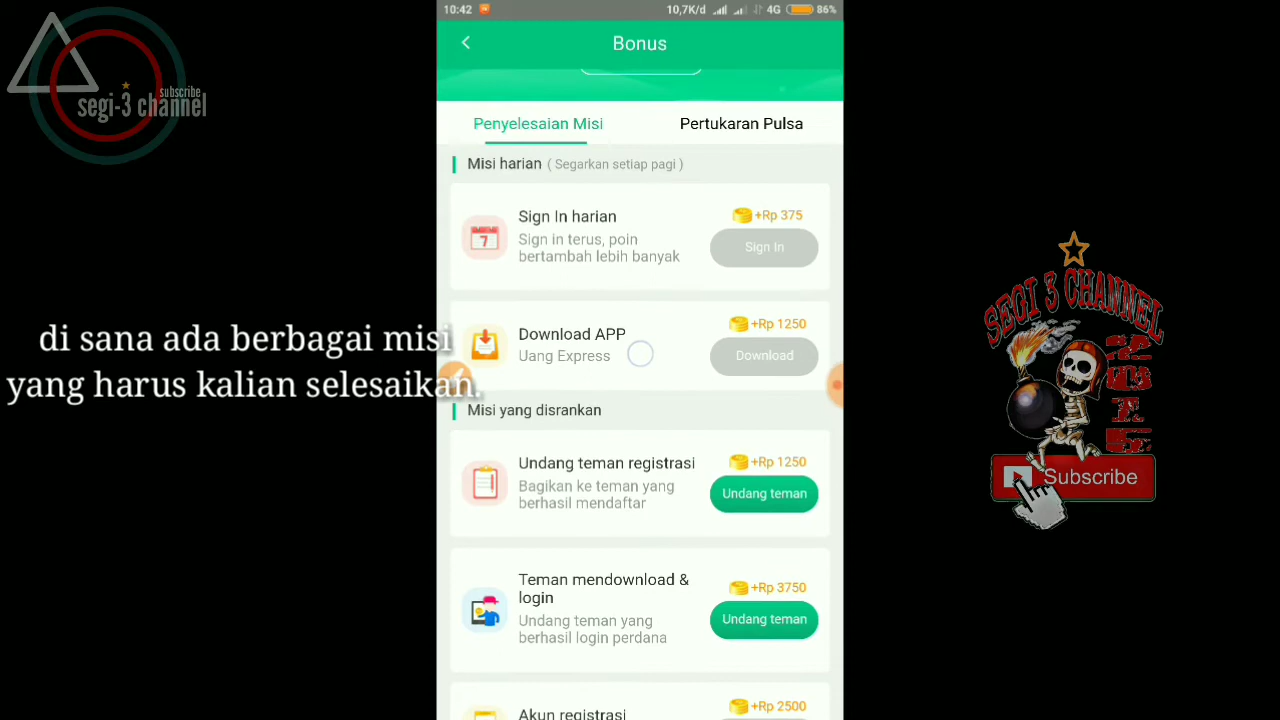 10:42
10,7K/d
4G
86%
Bonus
subscribe
segi-3 channel
Penyelesaian Misi
Pertukaran Pulsa
Misi harian ( Segarkan setiap pagi )
Sign In harian
Sign in terus, poin
bertambah lebih banyak
+Rp 375
Sign In
7
Download APP
Uang Express
+Rp 1250
Download
di sana ada berbagai misi
yang harus kalian selesaikan.
Misi yang disrankan
Undang teman registrasi
Bagikan ke teman yang
berhasil mendaftar
+Rp 1250
Undang teman
Teman mendownload &
login
Undang teman yang
berhasil login perdana
+Rp 3750
Undang teman
Akun registrasi
+Rp 2500
SEGI 3 CHANNEL
Subscribe